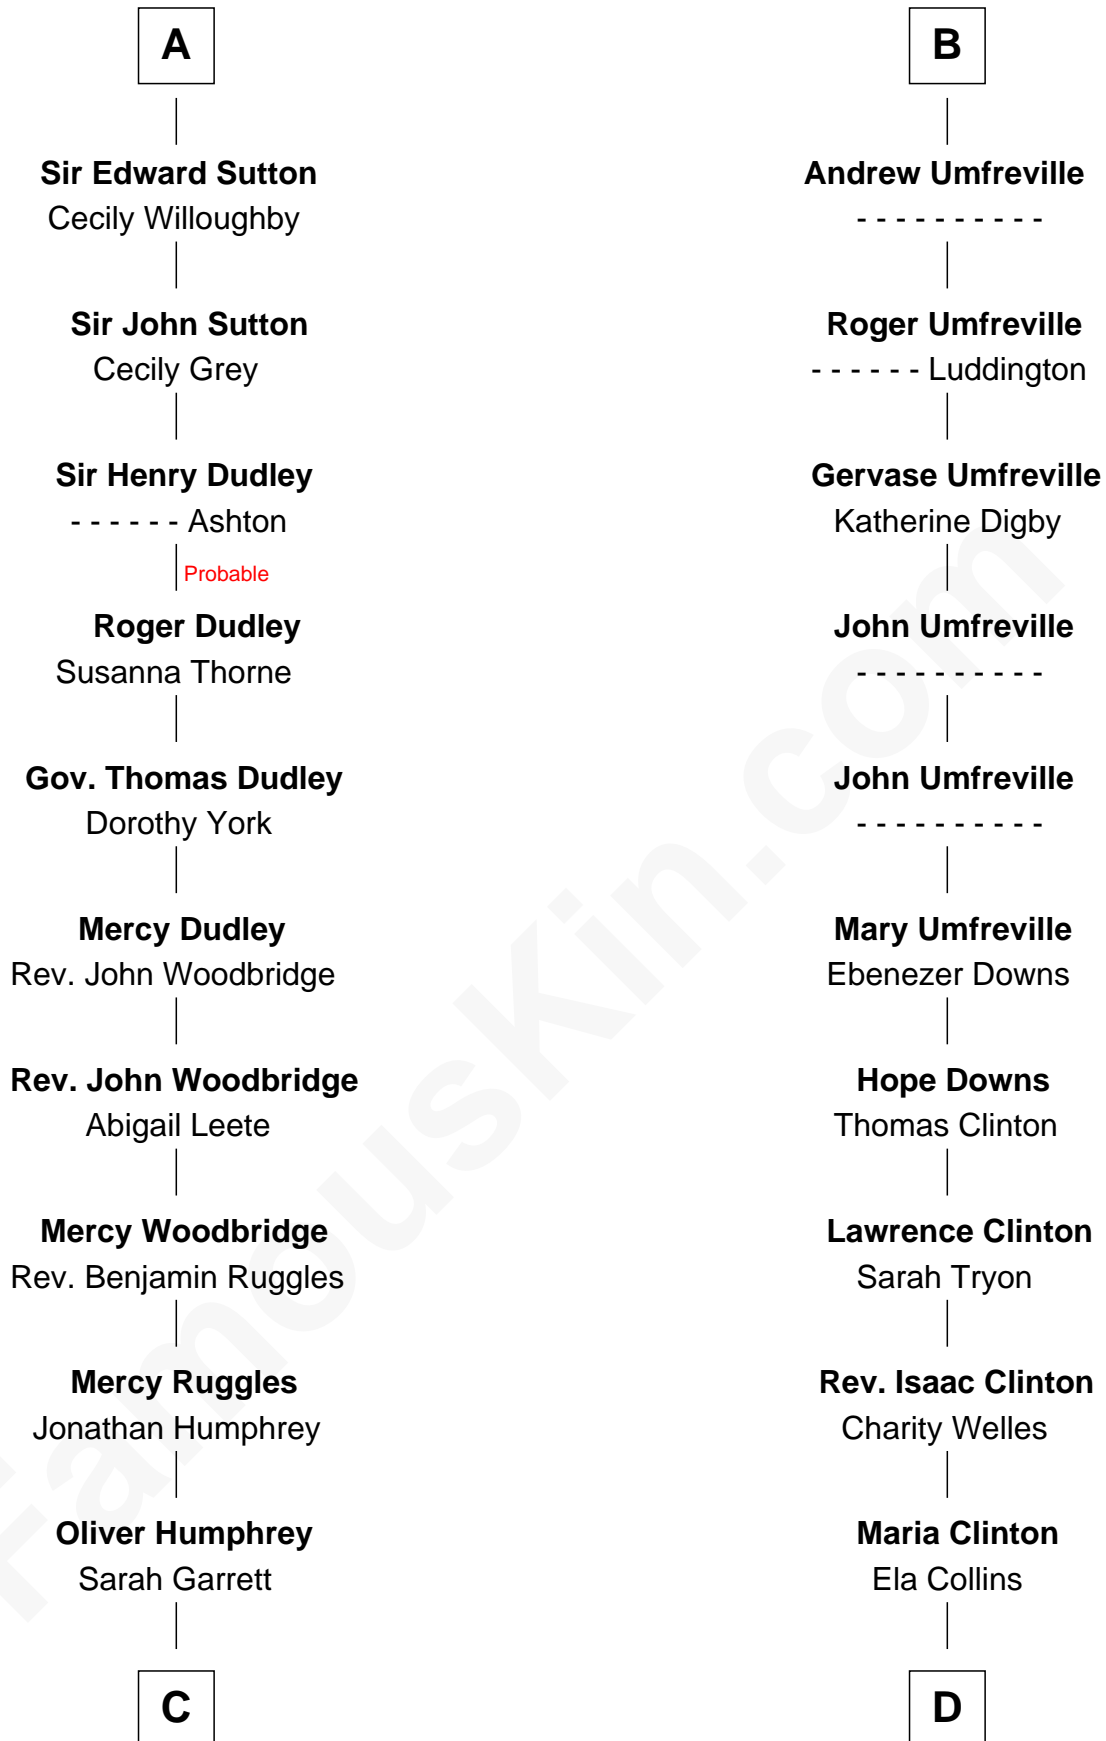 A
Sir Edward Sutton
Cecily Willoughby
Sir John Sutton
Cecily Grey
Sir Henry Dudley
- - - - - - Ashton
Probable
Roger Dudley
Susanna Thorne
Gov. Thomas Dudley
Dorothy York
Mercy Dudley
Rev. John Woodbridge
Rev. John Woodbridge
Abigail Leete
Mercy Woodbridge
Rev. Benjamin Ruggles
Mercy Ruggles
Jonathan Humphrey
Oliver Humphrey
Sarah Garrett
C
B
Andrew Umfreville
- - - - - - - - - -
Roger Umfreville
- - - - - - Luddington
Gervase Umfreville
Katherine Digby
John Umfreville
- - - - - - - - - -
John Umfreville
- - - - - - - - - -
Mary Umfreville
Ebenezer Downs
Hope Downs
Thomas Clinton
Lawrence Clinton
Sarah Tryon
Rev. Isaac Clinton
Charity Welles
Maria Clinton
Ela Collins
D
FamousKin.com